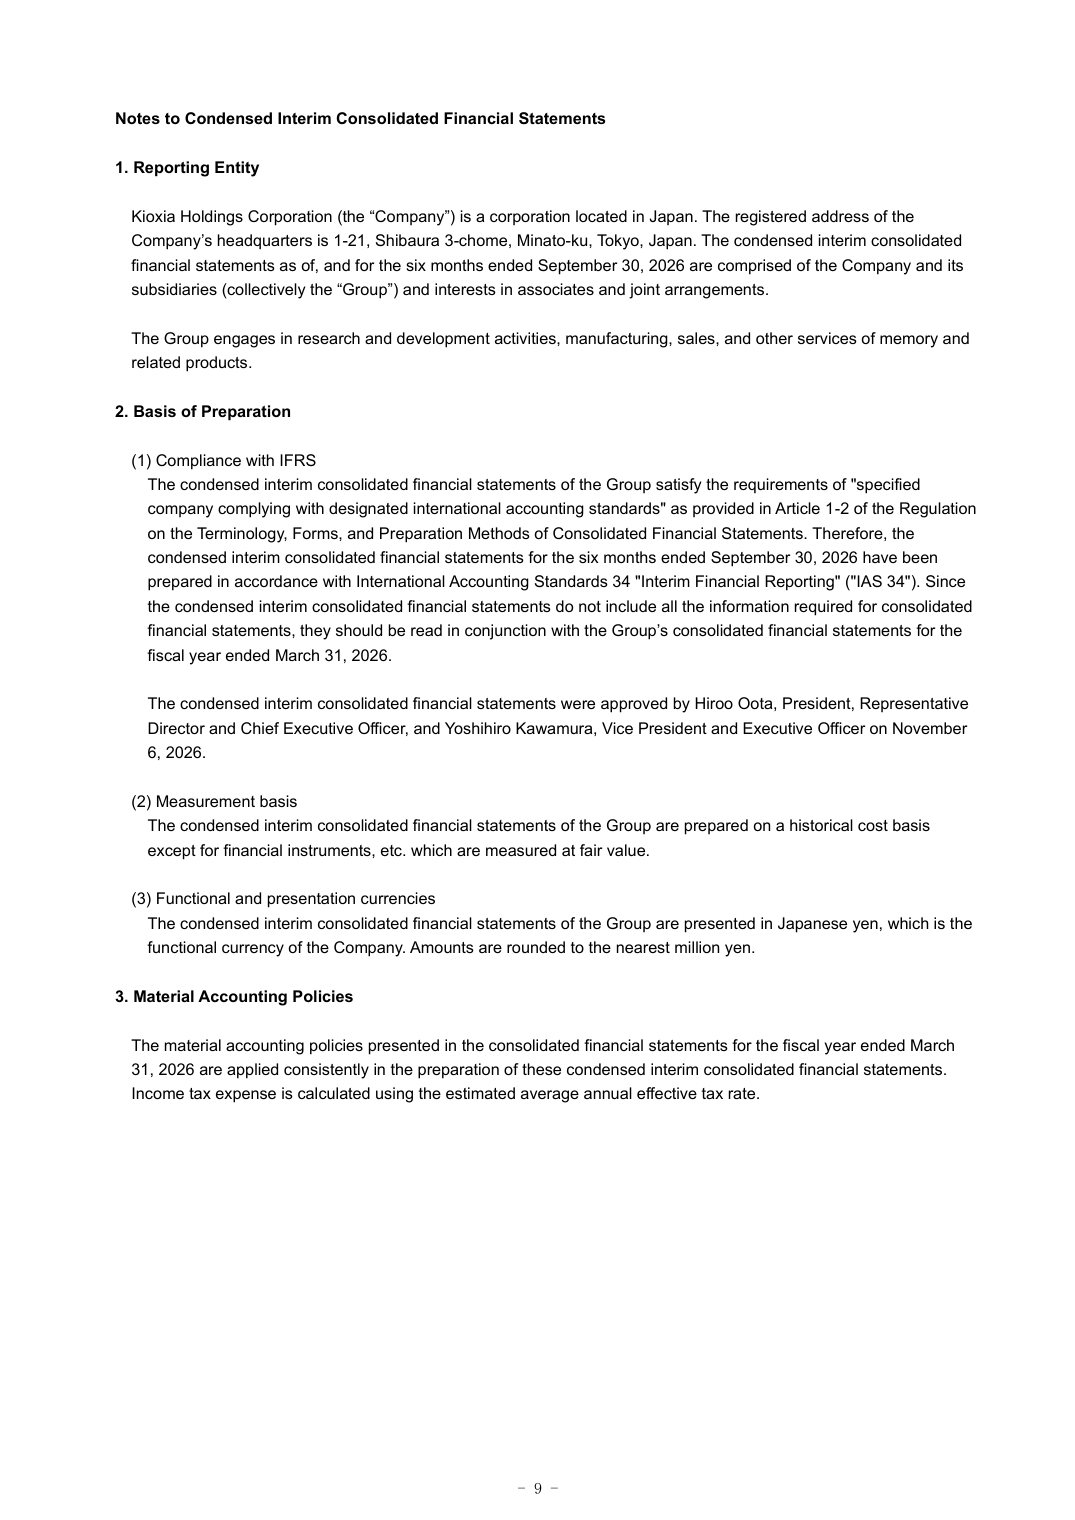 Notes to Condensed Interim Consolidated Financial Statements
1. Reporting Entity
Kioxia Holdings Corporation (the “Company”) is a corporation located in Japan. The registered address of the
Company’s headquarters is 1-21, Shibaura 3-chome, Minato-ku, Tokyo, Japan. The condensed interim consolidated
financial statements as of, and for the six months ended September 30, 2026 are comprised of the Company and its
subsidiaries (collectively the “Group”) and interests in associates and joint arrangements.
The Group engages in research and development activities, manufacturing, sales, and other services of memory and
related products.
2. Basis of Preparation
(1) Compliance with IFRS
The condensed interim consolidated financial statements of the Group satisfy the requirements of "specified
company complying with designated international accounting standards" as provided in Article 1-2 of the Regulation
on the Terminology, Forms, and Preparation Methods of Consolidated Financial Statements. Therefore, the
condensed interim consolidated financial statements for the six months ended September 30, 2026 have been
prepared in accordance with International Accounting Standards 34 "Interim Financial Reporting" ("IAS 34"). Since
the condensed interim consolidated financial statements do not include all the information required for consolidated
financial statements, they should be read in conjunction with the Group’s consolidated financial statements for the
fiscal year ended March 31, 2026.
The condensed interim consolidated financial statements were approved by Hiroo Oota, President, Representative
Director and Chief Executive Officer, and Yoshihiro Kawamura, Vice President and Executive Officer on November
6, 2026.
(2) Measurement basis
The condensed interim consolidated financial statements of the Group are prepared on a historical cost basis
except for financial instruments, etc. which are measured at fair value.
(3) Functional and presentation currencies
The condensed interim consolidated financial statements of the Group are presented in Japanese yen, which is the
functional currency of the Company. Amounts are rounded to the nearest million yen.
3. Material Accounting Policies
The material accounting policies presented in the consolidated financial statements for the fiscal year ended March
31, 2026 are applied consistently in the preparation of these condensed interim consolidated financial statements.
Income tax expense is calculated using the estimated average annual effective tax rate.
－ 9 －